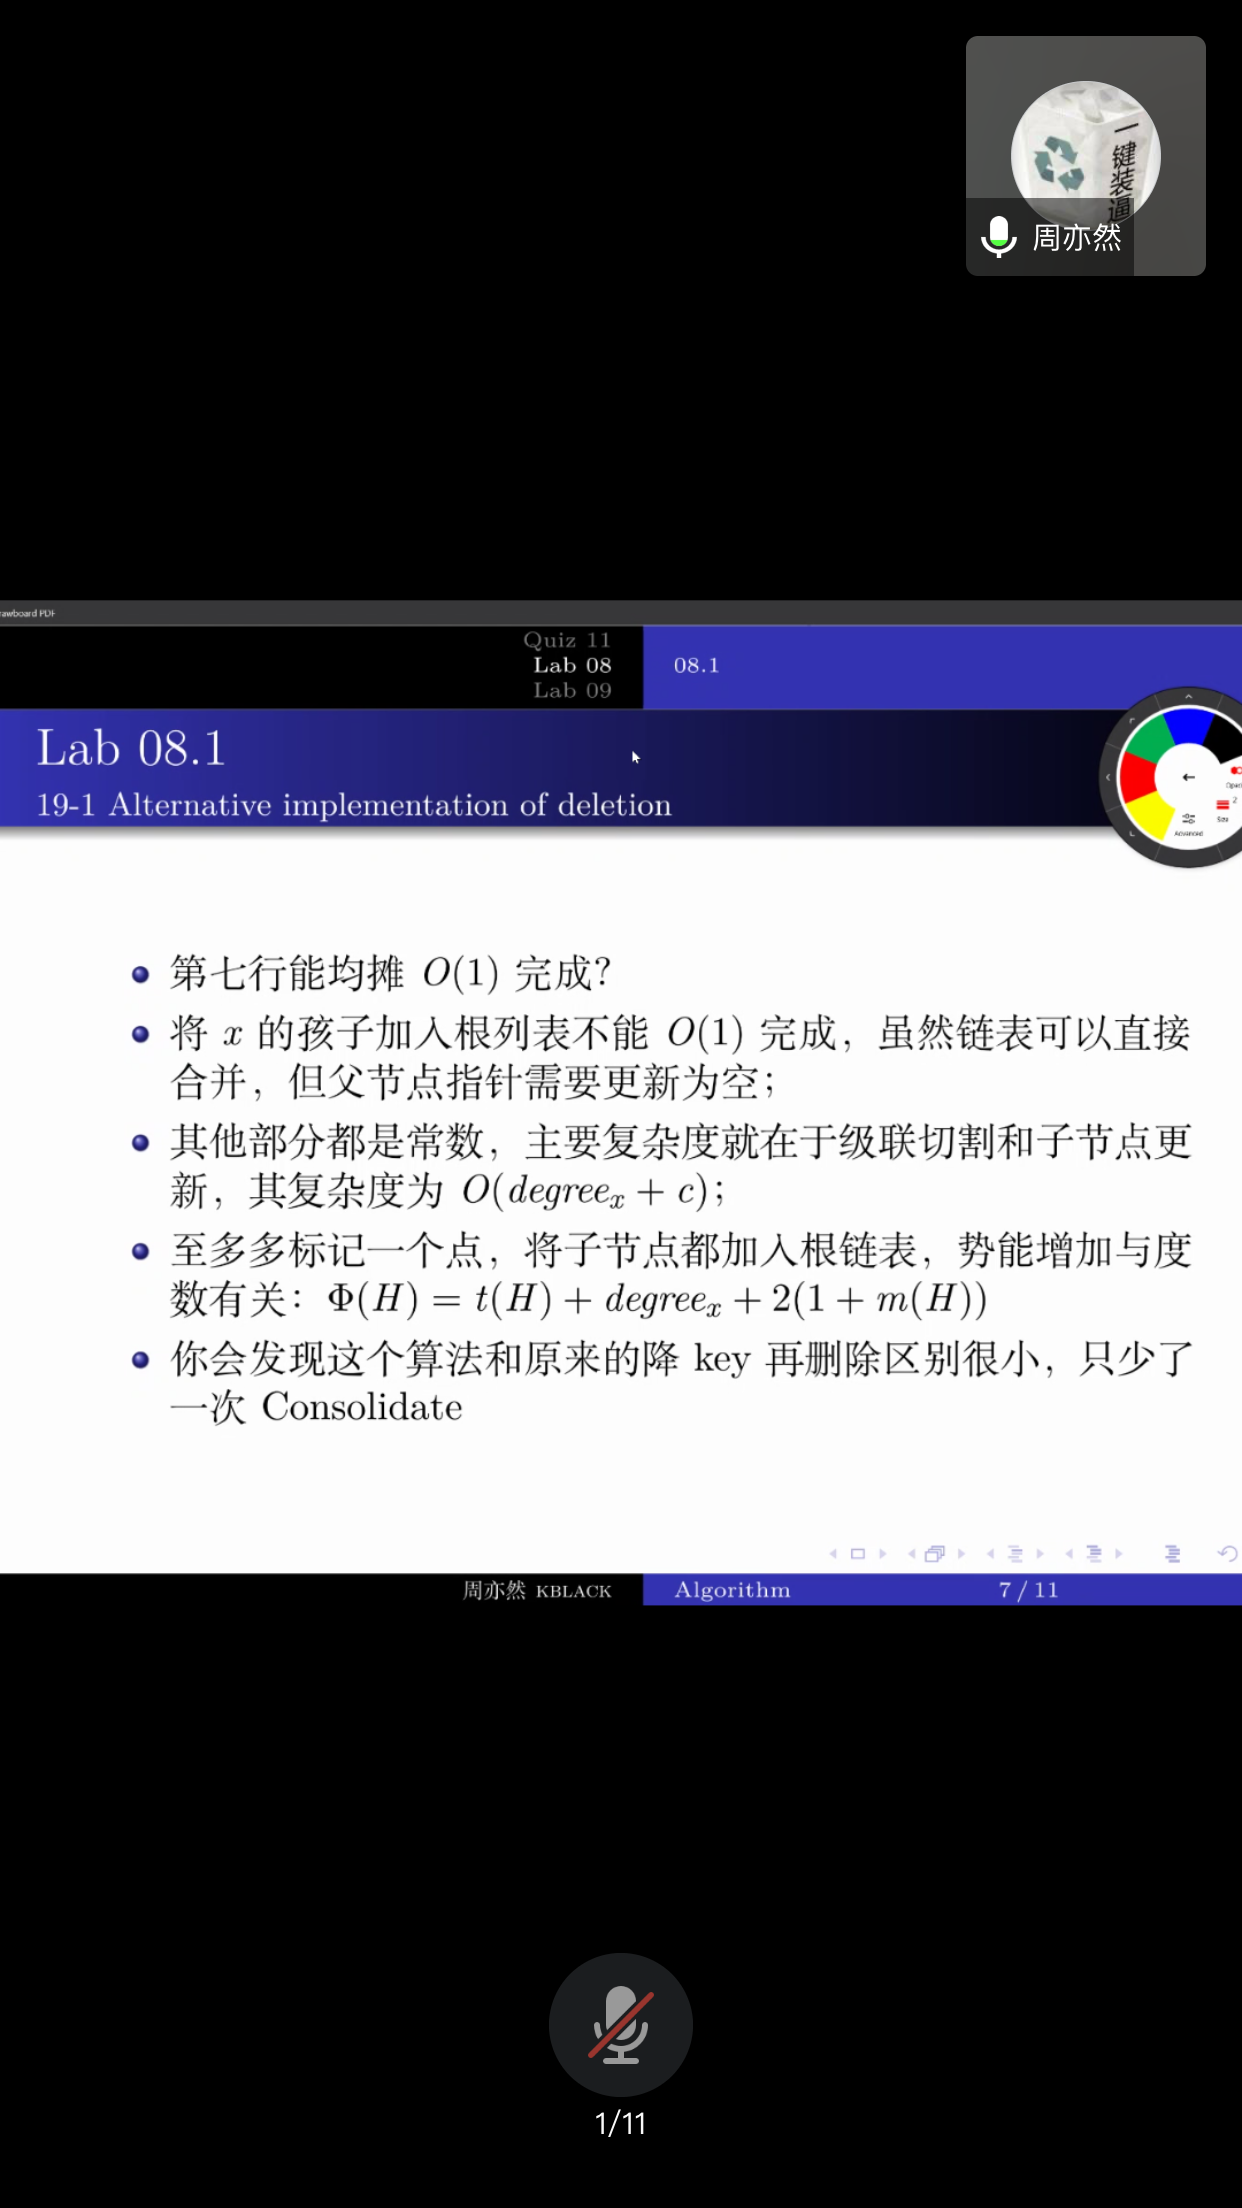 一键装逼
周亦然
rawboard PDF
Quiz 11
Lab 08
Lab 09
08.1
Lab 08.1
19-1 Alternative implementation of deletion
Open
2
Size
Advanced
第七行能均摊 O(1) 完成?
将 x 的孩子加入根列表不能 O(1) 完成，虽然链表可以直接
合并，但父节点指针需要更新为空；
其他部分都是常数，主要复杂度就在于级联切割和子节点更
新，其复杂度为 O(degreeₓ + c)；
至多多标记一个点，将子节点都加入根链表，势能增加与度
数有关：Φ(H) = t(H) + degreeₓ + 2(1 + m(H))
你会发现这个算法和原来的降 key 再删除区别很小，只少了
一次 Consolidate
周亦然 KBLACK
Algorithm
7 / 11
1/11